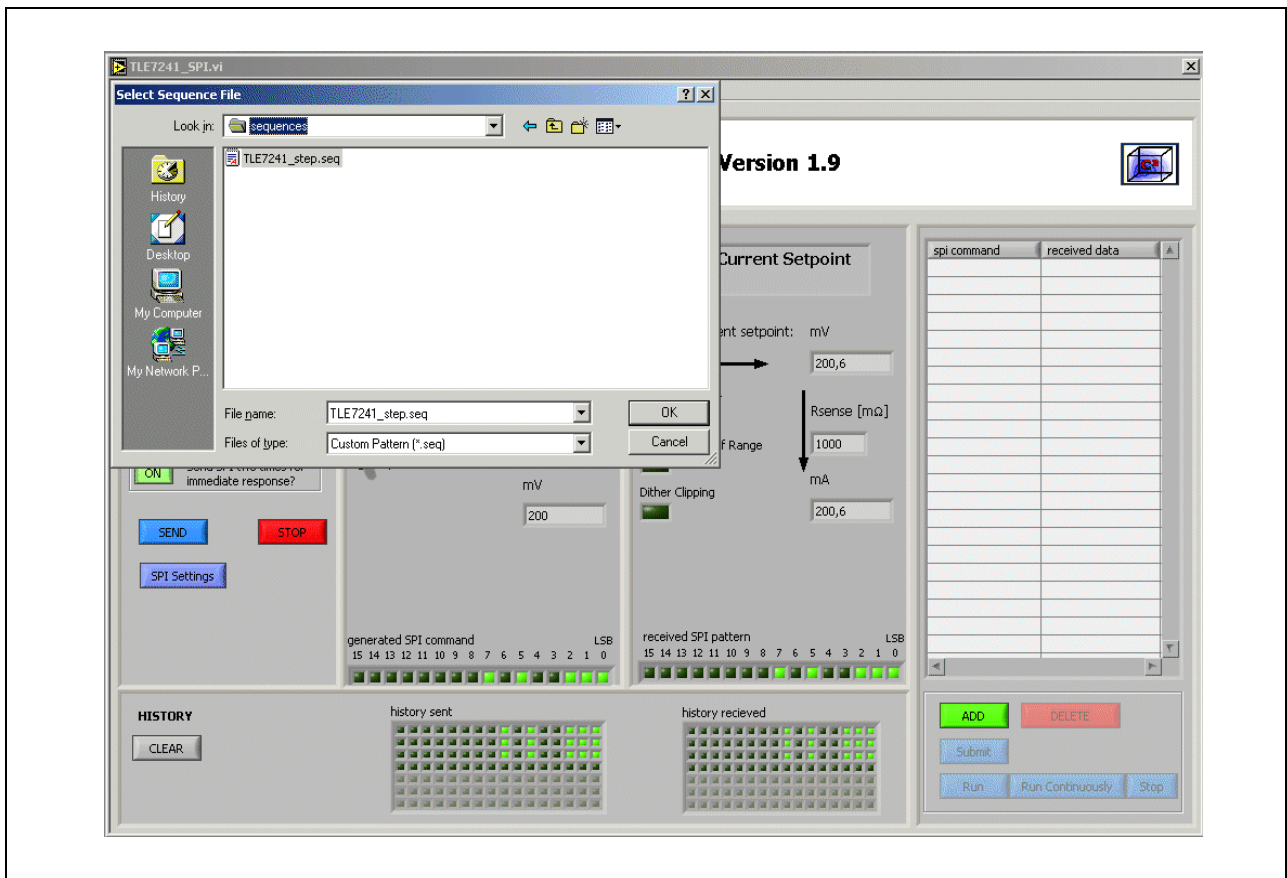 TLE7241_SPI.vi
Select Sequence File
Look in:
sequences
TLE7241_step.seq
History
Desktop
My Computer
My Network P...
File name:
TLE7241_step.seq
OK
Files of type:
Custom Pattern (*.seq)
Cancel
Version 1.9
C²
Current Setpoint
ent setpoint:
mV
200,6
Rsense [mΩ]
f Range
1000
mA
Dither Clipping
200,6
ON
immediate response?
mV
200
SEND
STOP
SPI Settings
generated SPI command
LSB
15 14 13 12 11 10 9 8 7 6 5 4 3 2 1 0
received SPI pattern
LSB
15 14 13 12 11 10 9 8 7 6 5 4 3 2 1 0
spi command
received data
HISTORY
CLEAR
history sent
history recieved
ADD
DELETE
Submit
Run
Run Continuously
Stop